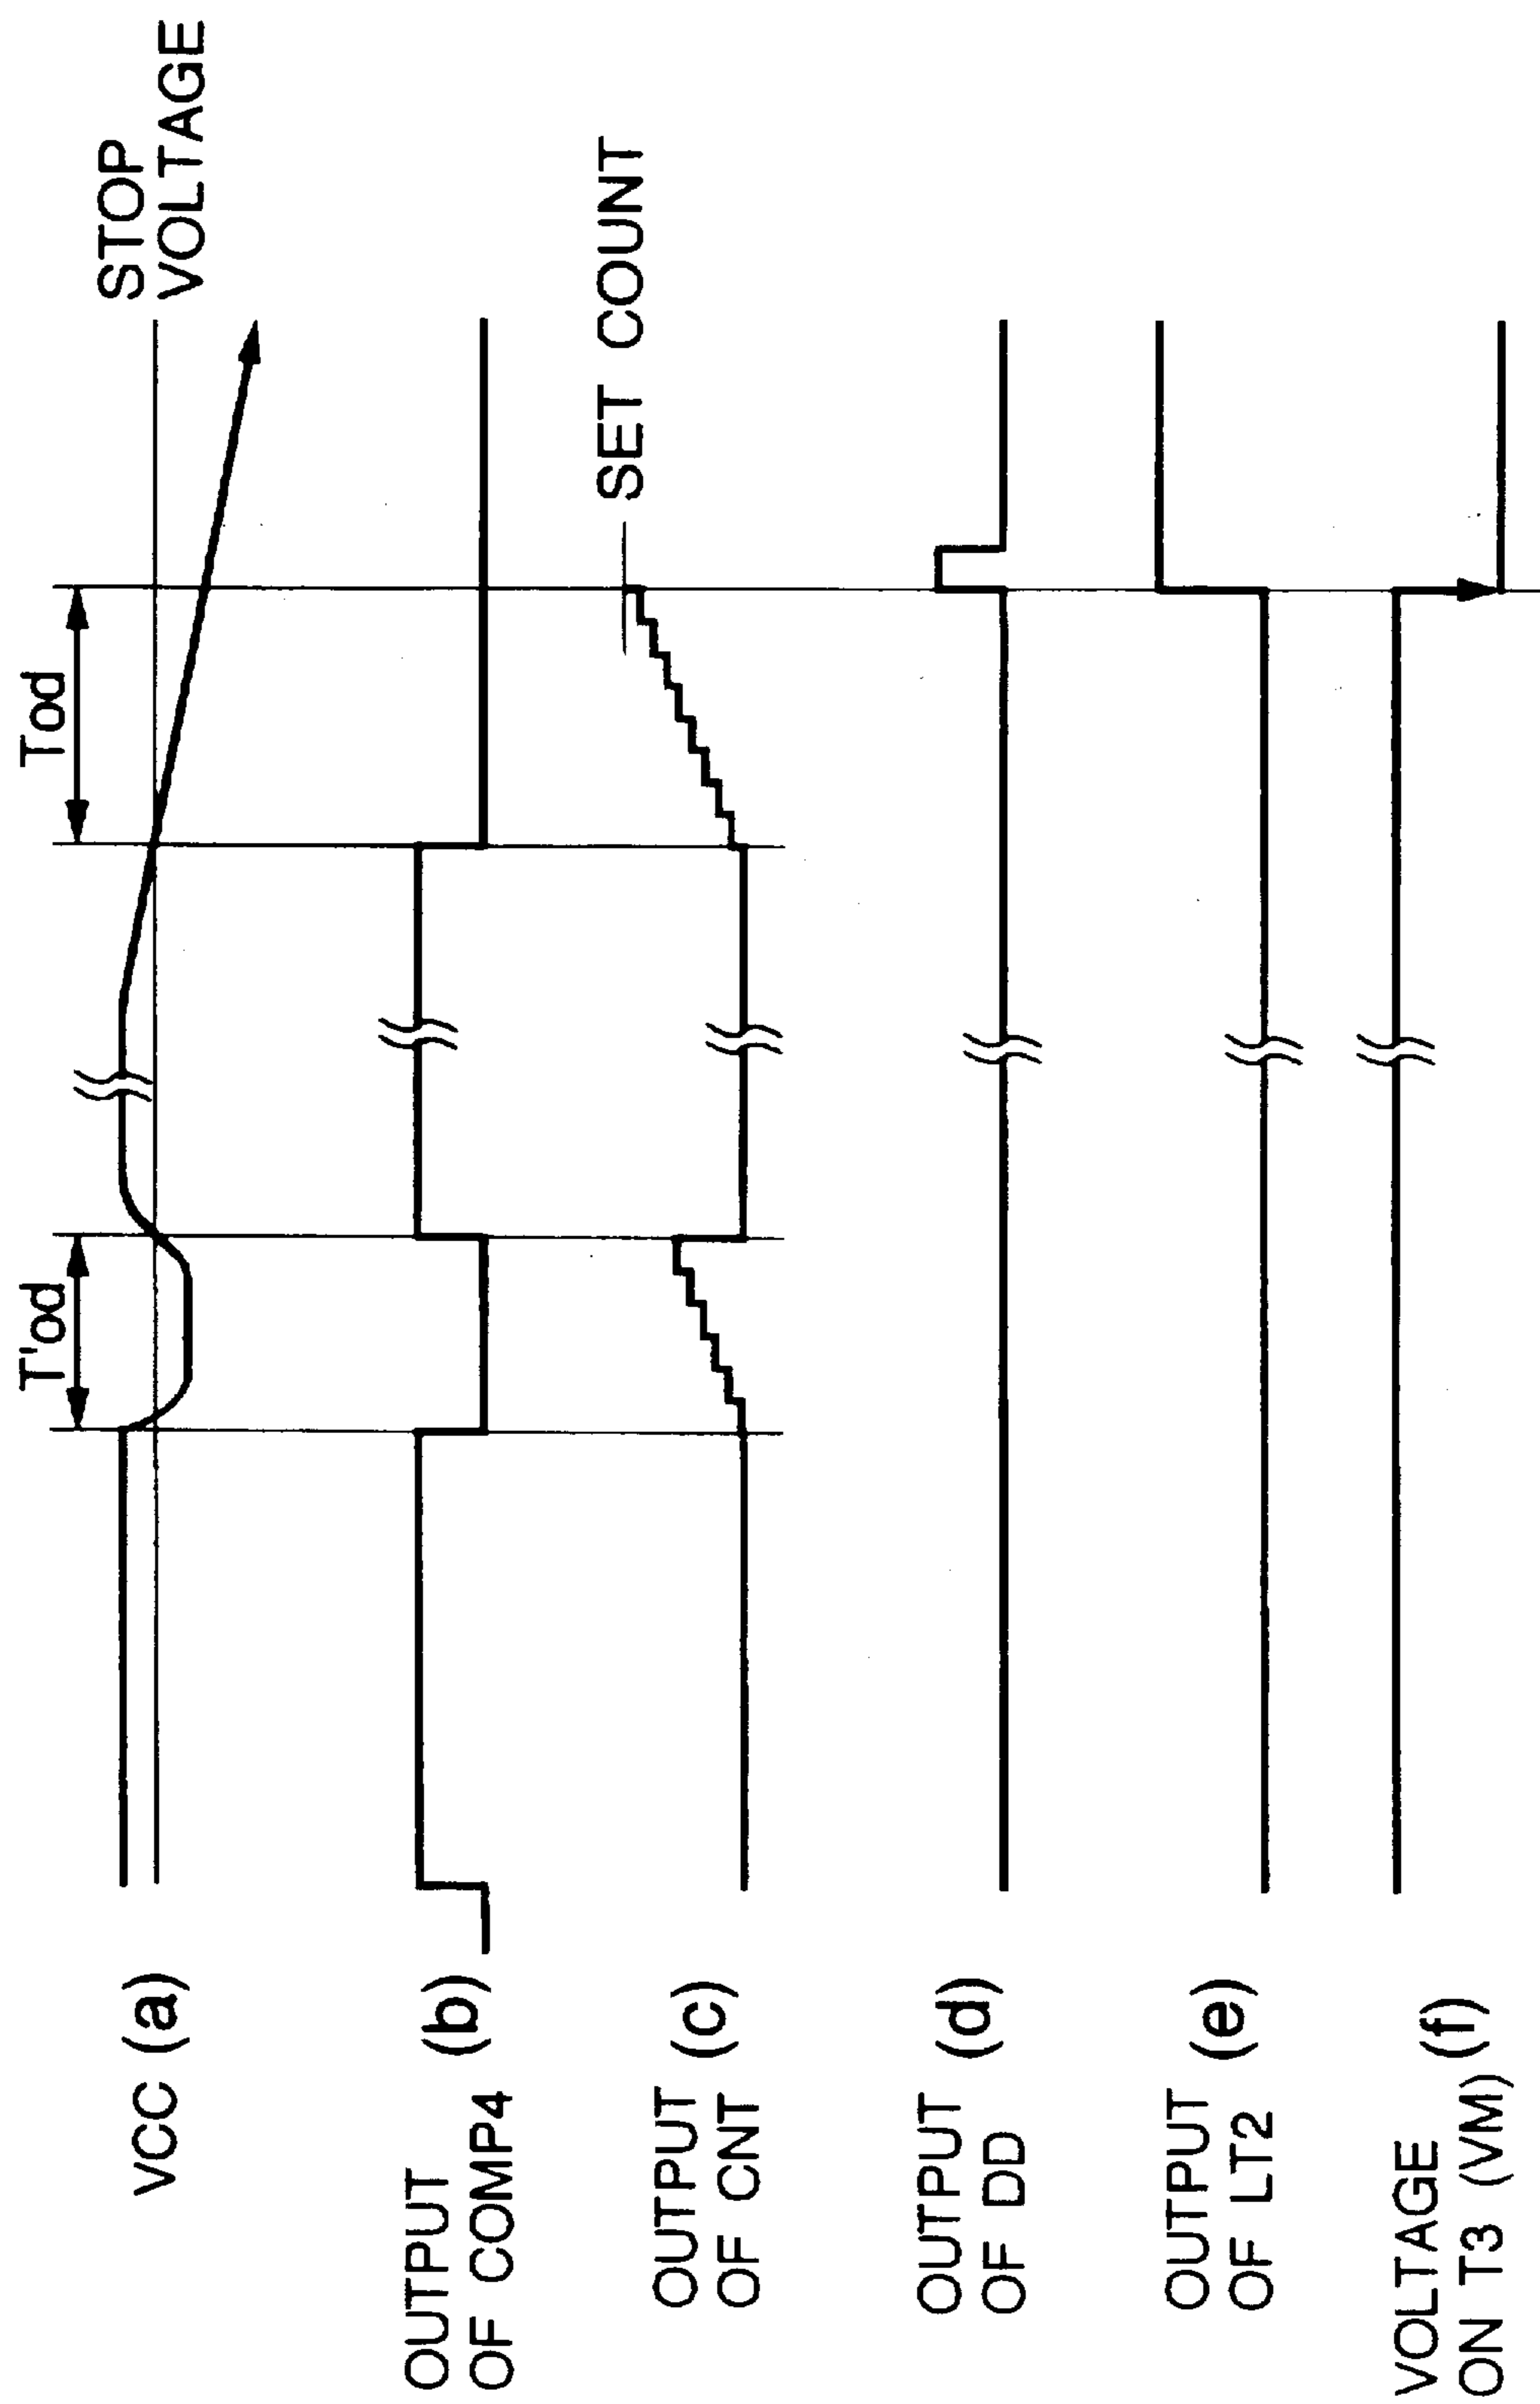 T'od
Tod
STOP
VOLTAGE
VCC (a)
OUTPUT
OF COMP4 (b)
SET COUNT
OUTPUT
OF CNT (c)
OUTPUT
OF DD (d)
OUTPUT
OF LT2 (e)
VOLTAGE
ON T3 (VM) (f)